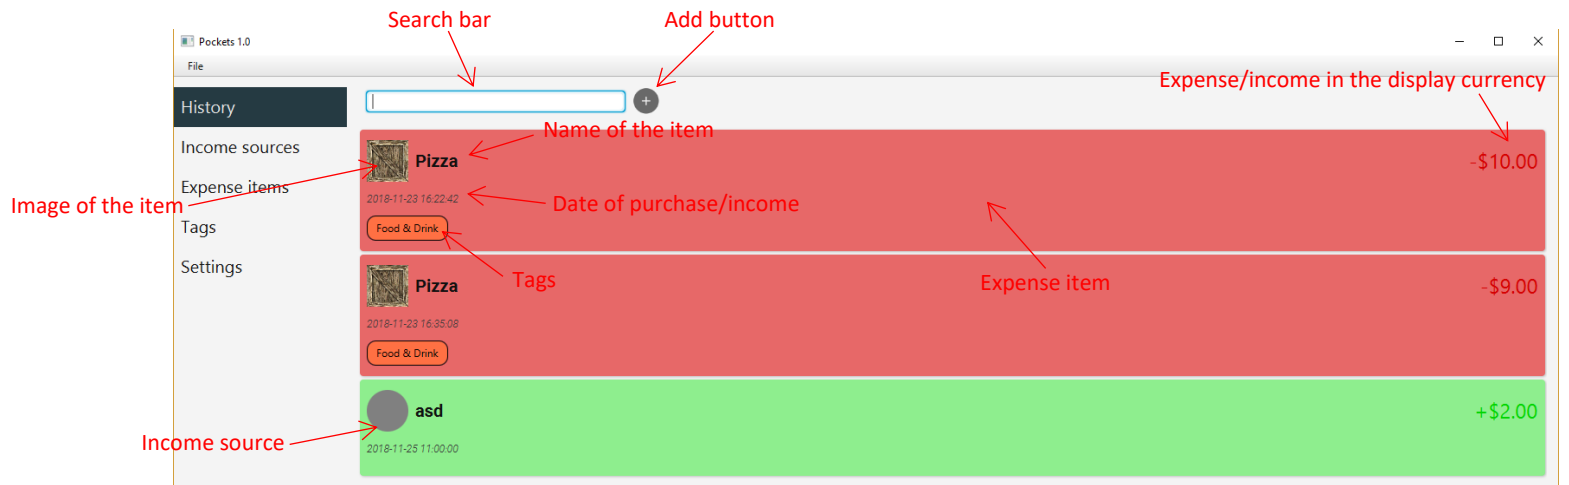 Search bar
Add button
Pockets 1.0
File
Expense/income in the display currency
History
+
Income sources
Name of the item
Pizza
-$10.00
Expense items
Image of the item
2018-11-23 16:22:42
Date of purchase/income
Tags
Food & Drink
Settings
Tags
Expense item
Pizza
-$9.00
2018-11-23 16:35:08
Food & Drink
asd
+$2.00
Income source
2018-11-25 11:00:00